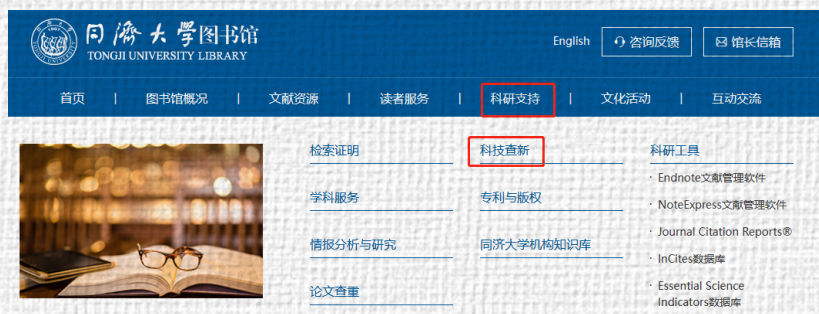 同濟大學图书馆
TONGJI UNIVERSITY LIBRARY
English
咨询反馈
馆长信箱
首页 | 图书馆概况 | 文献资源 | 读者服务 | 科研支持 | 文化活动 | 互动交流
检索证明
科技查新
科研工具
学科服务
专利与版权
情报分析与研究
同济大学机构知识库
论文查重
· Endnote文献管理软件
· NoteExpress文献管理软件
· Journal Citation Reports®
· InCites数据库
· Essential Science
Indicators数据库